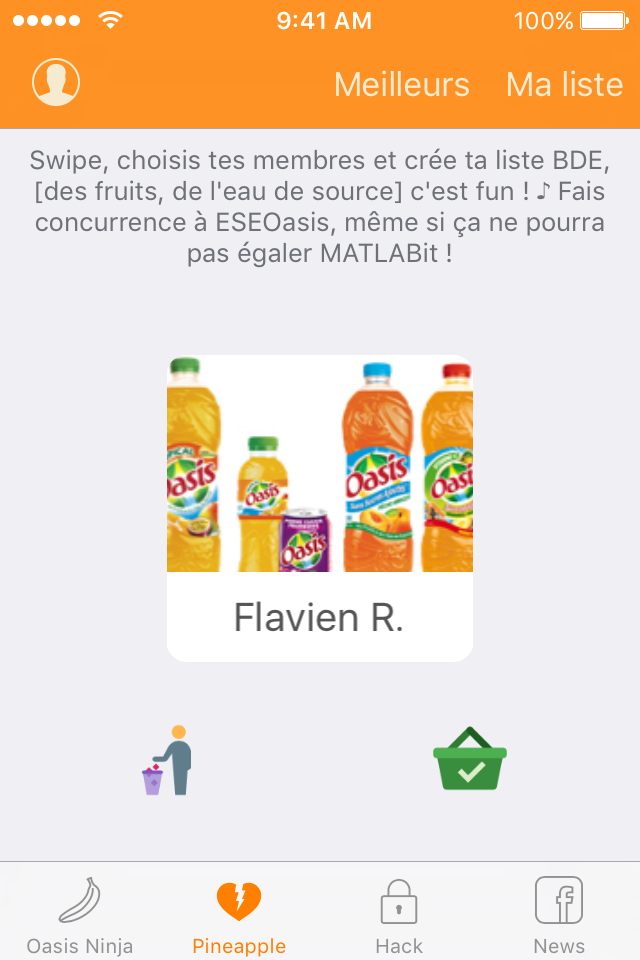 9:41 AM
100%
Meilleurs
Ma liste
Swipe, choisis tes membres et crée ta liste BDE,
[des fruits, de l'eau de source] c'est fun ! ♪ Fais
concurrence à ESEOasis, même si ça ne pourra
pas égaler MATLABit !
Oasis
Oasis
Oasis
Oasis
Oasis
Flavien R.
Oasis Ninja
Pineapple
Hack
News